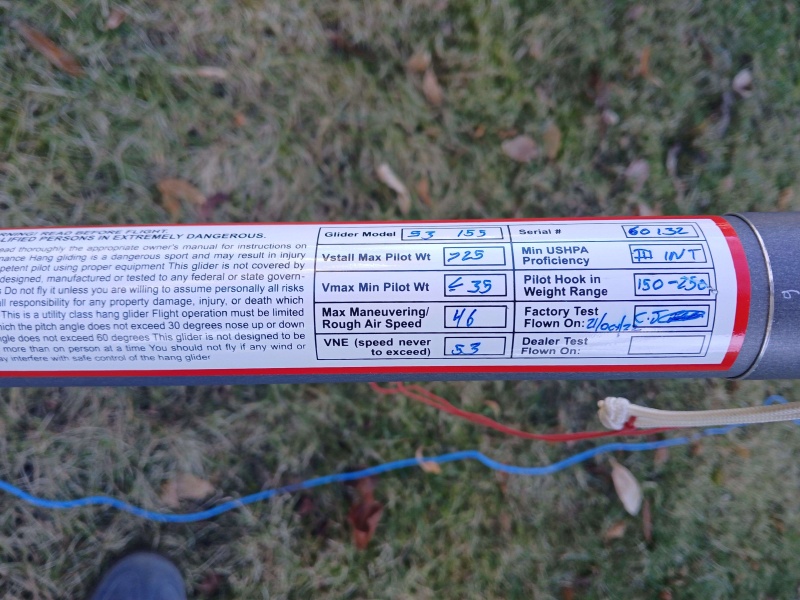 WARNING! READ BEFORE FLIGHT.
QUALIFIED PERSONS IN EXTREMELY DANGEROUS.
read thoroughly the appropriate owner's manual for instructions on
Hang gliding is a dangerous sport and may result in injury
using proper equipment This glider is not covered by
designed, manufactured or tested to any federal or state govern-
Do not fly it unless you are willing to assume personally all risks
all responsibility for any property damage, injury, or death which
This is a utility class hang glider Flight operation must be limited
which the pitch angle does not exceed 30 degrees nose up or down
does not exceed 60 degrees This glider is not designed to be
more than on person at a time You should not fly if any wind or
interfere with safe control of the hang glider
Glider Model S3 155
Vstall Max Pilot Wt >25
Vmax Min Pilot Wt < 35
Max Maneuvering/
Rough Air Speed 46
VNE (speed never
to exceed) 53
Serial # 60132
Min USHPA
Proficiency III INT
Pilot Hook in
Weight Range 150-250
Factory Test
Flown On:
Dealer Test
Flown On: